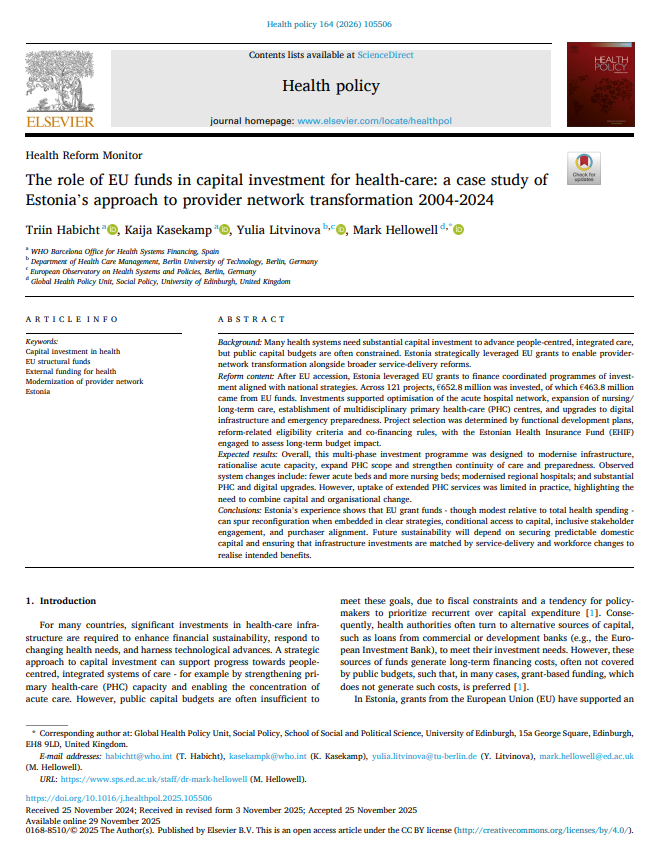 Health policy 164 (2026) 105506
Contents lists available at ScienceDirect
Health policy
journal homepage: www.elsevier.com/locate/healthpol
ELSEVIER
HEALTH
POLICY
Health Reform Monitor
Check for
updates
The role of EU funds in capital investment for health-care: a case study of
Estonia's approach to provider network transformation 2004-2024
Triin Habicht a, Kaija Kasekamp a, Yulia Litvinova b,c, Mark Hellowell d,*
a WHO Barcelona Office for Health Systems Financing, Spain
b Department of Health Care Management, Berlin University of Technology, Berlin, Germany
c European Observatory on Health Systems and Policies, Berlin, Germany
d Global Health Policy Unit, Social Policy, University of Edinburgh, United Kingdom
ARTICLE INFO
Keywords:
Capital investment in health
EU structural funds
External funding for health
Modernization of provider network
Estonia
ABSTRACT
Background: Many health systems need substantial capital investment to advance people-centred, integrated care,
but public capital budgets are often constrained. Estonia strategically leveraged EU grants to enable provider-
network transformation alongside broader service-delivery reforms.
Reform content: After EU accession, Estonia leveraged EU grants to finance coordinated programmes of invest-
ment aligned with national strategies. Across 121 projects, €652.8 million was invested, of which €463.8 million
came from EU funds. Investments supported optimisation of the acute hospital network, expansion of nursing/
long-term care, establishment of multidisciplinary primary health-care (PHC) centres, and upgrades to digital
infrastructure and emergency preparedness. Project selection was determined by functional development plans,
reform-related eligibility criteria and co-financing rules, with the Estonian Health Insurance Fund (EHIF)
engaged to assess long-term budget impact.
Expected results: Overall, this multi-phase investment programme was designed to modernise infrastructure,
rationalise acute capacity, expand PHC scope and strengthen continuity of care and preparedness. Observed
system changes include: fewer acute beds and more nursing beds; modernised regional hospitals; and substantial
PHC and digital upgrades. However, uptake of extended PHC services was limited in practice, highlighting the
need to combine capital and organisational change.
Conclusions: Estonia's experience shows that EU grant funds - though modest relative to total health spending -
can spur reconfiguration when embedded in clear strategies, conditional access to capital, inclusive stakeholder
engagement, and purchaser alignment. Future sustainability will depend on securing predictable domestic
capital and ensuring that infrastructure investments are matched by service-delivery and workforce changes to
realise intended benefits.
1. Introduction
For many countries, significant investments in health-care infra-
structure are required to enhance financial sustainability, respond to
changing health needs, and harness technological advances. A strategic
approach to capital investment can support progress towards people-
centred, integrated systems of care - for example by strengthening pri-
mary health-care (PHC) capacity and enabling the concentration of
acute care. However, public capital budgets are often insufficient to
meet these goals, due to fiscal constraints and a tendency for policy-
makers to prioritize recurrent over capital expenditure [1]. Conse-
quently, health authorities often turn to alternative sources of capital,
such as loans from commercial or development banks (e.g., the Euro-
pean Investment Bank), to meet their investment needs. However, these
sources of funds generate long-term financing costs, often not covered
by public budgets, such that, in many cases, grant-based funding, which
does not generate such costs, is preferred [1].
In Estonia, grants from the European Union (EU) have supported an
* Corresponding author at: Global Health Policy Unit, Social Policy, School of Social and Political Science, University of Edinburgh, 15a George Square, Edinburgh,
EH8 9LD, United Kingdom.
E-mail addresses: habichtt@who.int (T. Habicht), kasekampk@who.int (K. Kasekamp), yulia.litvinova@tu-berlin.de (Y. Litvinova), mark.hellowell@ed.ac.uk
(M. Hellowell).
URL: https://www.sps.ed.ac.uk/staff/dr-mark-hellowell (M. Hellowell).
https://doi.org/10.1016/j.healthpol.2025.105506
Received 25 November 2024; Received in revised form 3 November 2025; Accepted 25 November 2025
Available online 29 November 2025
0168-8510/© 2025 The Author(s). Published by Elsevier B.V. This is an open access article under the CC BY license (http://creativecommons.org/licenses/by/4.0/).